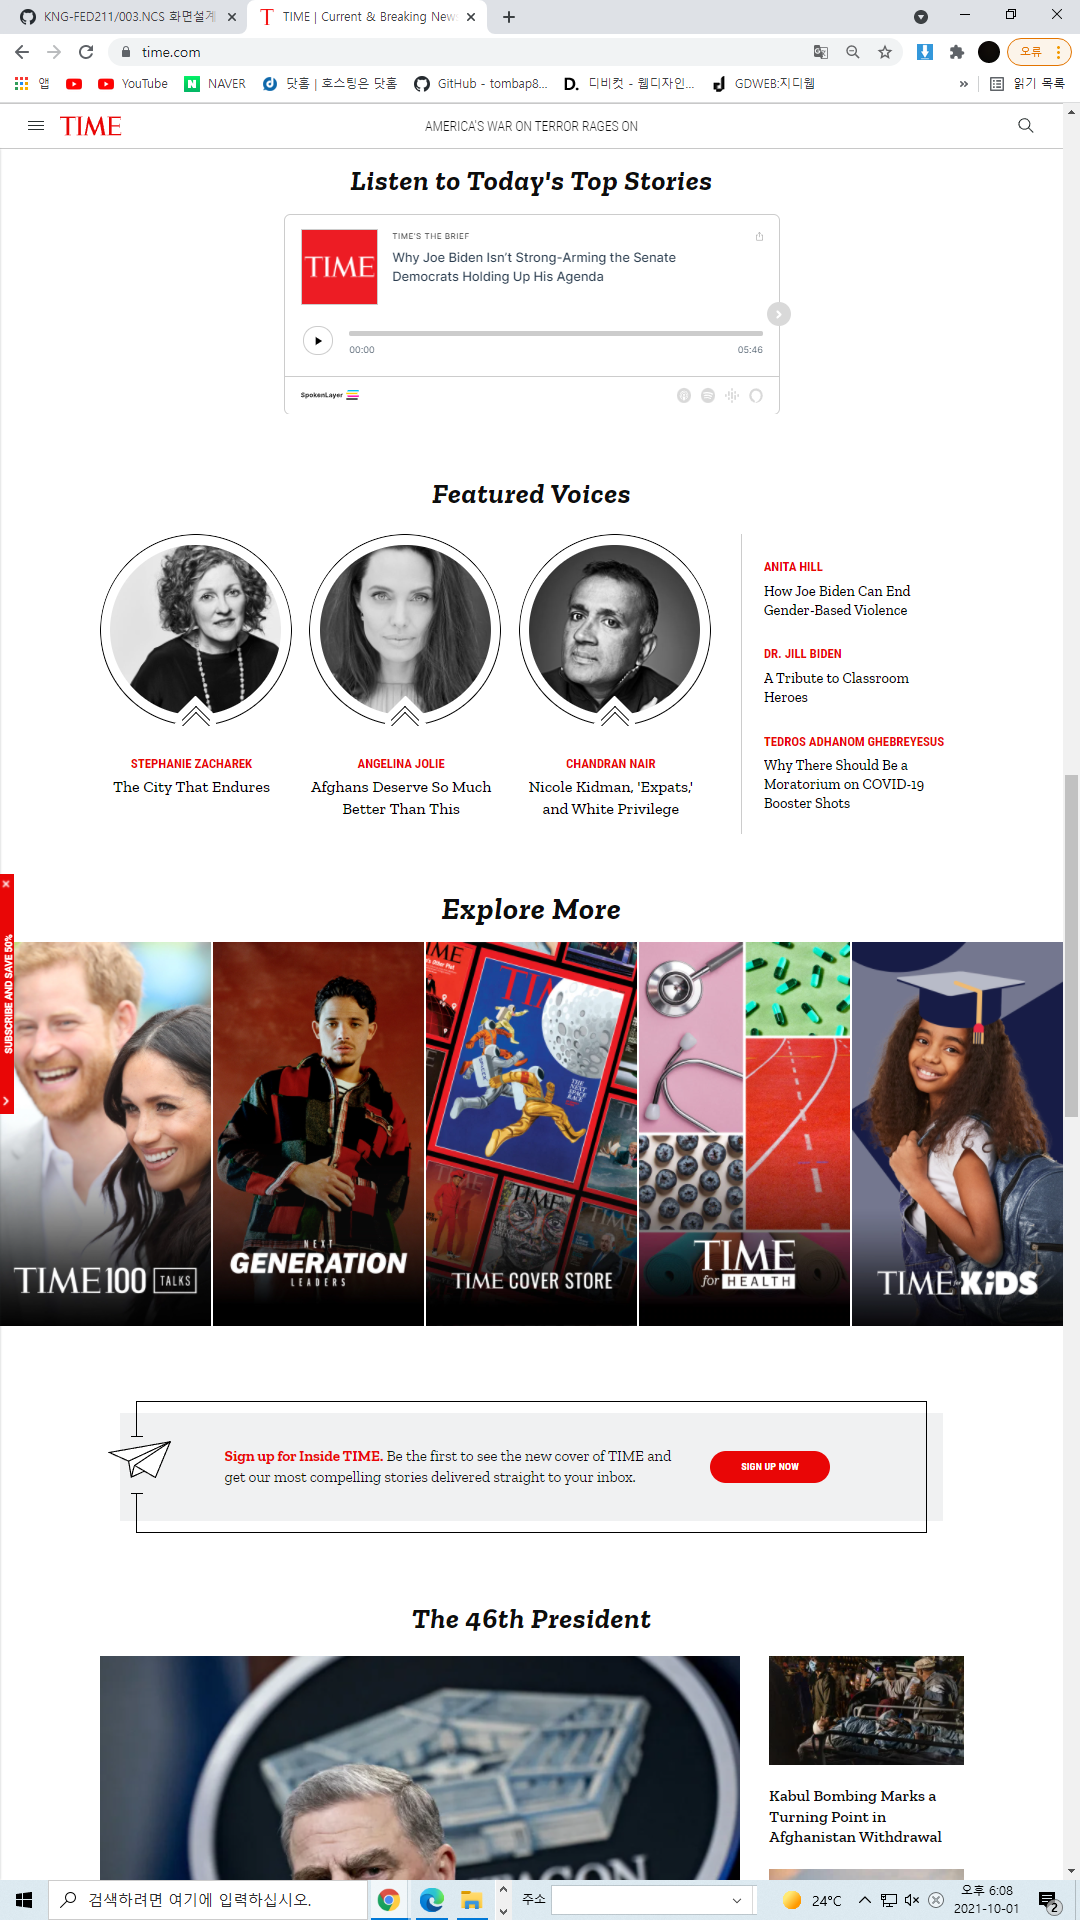 KNG-FED211/003.NCS 화면설계
TIME | Current & Breaking New
time.com
오류
앱
YouTube
NAVER
닷홈 | 호스팅은 닷홈
GitHub - tombap8...
디비컷 - 웹디자인...
GDWEB:지디웹
»
읽기 목록
TIME
AMERICA'S WAR ON TERROR RAGES ON
Listen to Today's Top Stories
TIME
TIME'S THE BRIEF
Why Joe Biden Isn't Strong-Arming the Senate
Democrats Holding Up His Agenda
00:00
05:46
SpokenLayer
Featured Voices
STEPHANIE ZACHAREK
The City That Endures
ANGELINA JOLIE
Afghans Deserve So Much
Better Than This
CHANDRAN NAIR
Nicole Kidman, 'Expats,'
and White Privilege
ANITA HILL
How Joe Biden Can End
Gender-Based Violence
DR. JILL BIDEN
A Tribute to Classroom
Heroes
TEDROS ADHANOM GHEBREYESUS
Why There Should Be a
Moratorium on COVID-19
Booster Shots
SUBSCRIBE AND SAVE 50%
Explore More
TIME100 TALKS
NEXT
GENERATION
LEADERS
THE
NEXT
SPACE
RACE
TIME
TIME COVER STORE
TIME
for HEALTH
TIME for KiDS
Sign up for Inside TIME. Be the first to see the new cover of TIME and
get our most compelling stories delivered straight to your inbox.
SIGN UP NOW
The 46th President
Kabul Bombing Marks a
Turning Point in
Afghanistan Withdrawal
검색하려면 여기에 입력하십시오.
주소
24°C
오후 6:08
2021-10-01
2